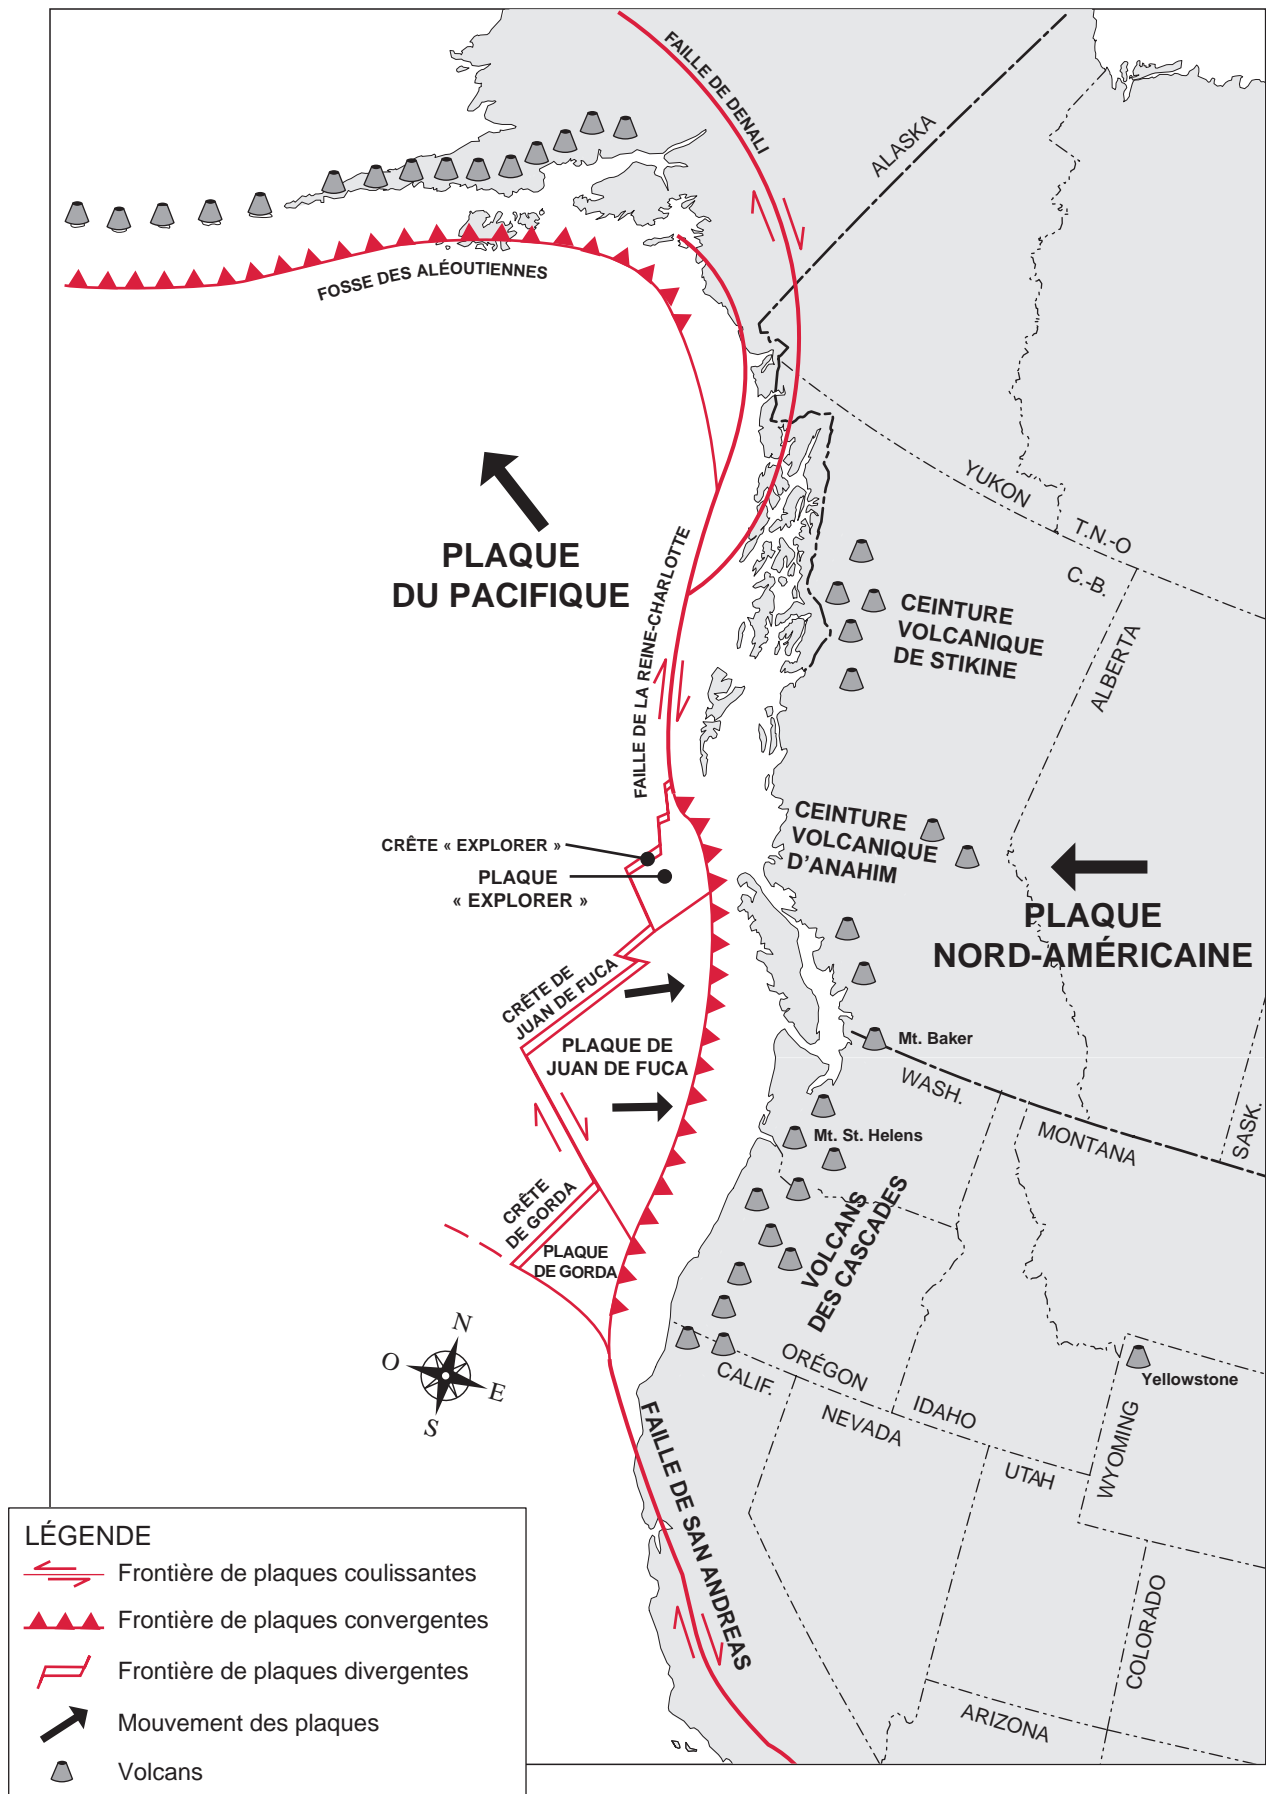 FAILLE DE DENALI
ALASKA
FOSSE DES ALÉOUTIENNES
PLAQUE
DU PACIFIQUE
YUKON
T.N.-O
C.-B.
ALBERTA
FAILLE DE LA REINE-CHARLOTTE
CEINTURE
VOLCANIQUE
DE STIKINE
CEINTURE
VOLCANIQUE
D'ANAHIM
CRÊTE « EXPLORER »
PLAQUE
« EXPLORER »
PLAQUE
NORD-AMÉRICAINE
CRÊTE DE
JUAN DE FUCA
PLAQUE DE
JUAN DE FUCA
Mt. Baker
WASH.
MONTANA
SASK.
Mt. St. Helens
CRÊTE
DE GORDA
PLAQUE
DE GORDA
VOLCANS
DES CASCADES
N
O
E
S
CALIF.
ORÉGON
NEVADA
IDAHO
UTAH
WYOMING
Yellowstone
FAILLE DE SAN ANDREAS
COLORADO
ARIZONA
LÉGENDE
Frontière de plaques coulissantes
Frontière de plaques convergentes
Frontière de plaques divergentes
Mouvement des plaques
Volcans